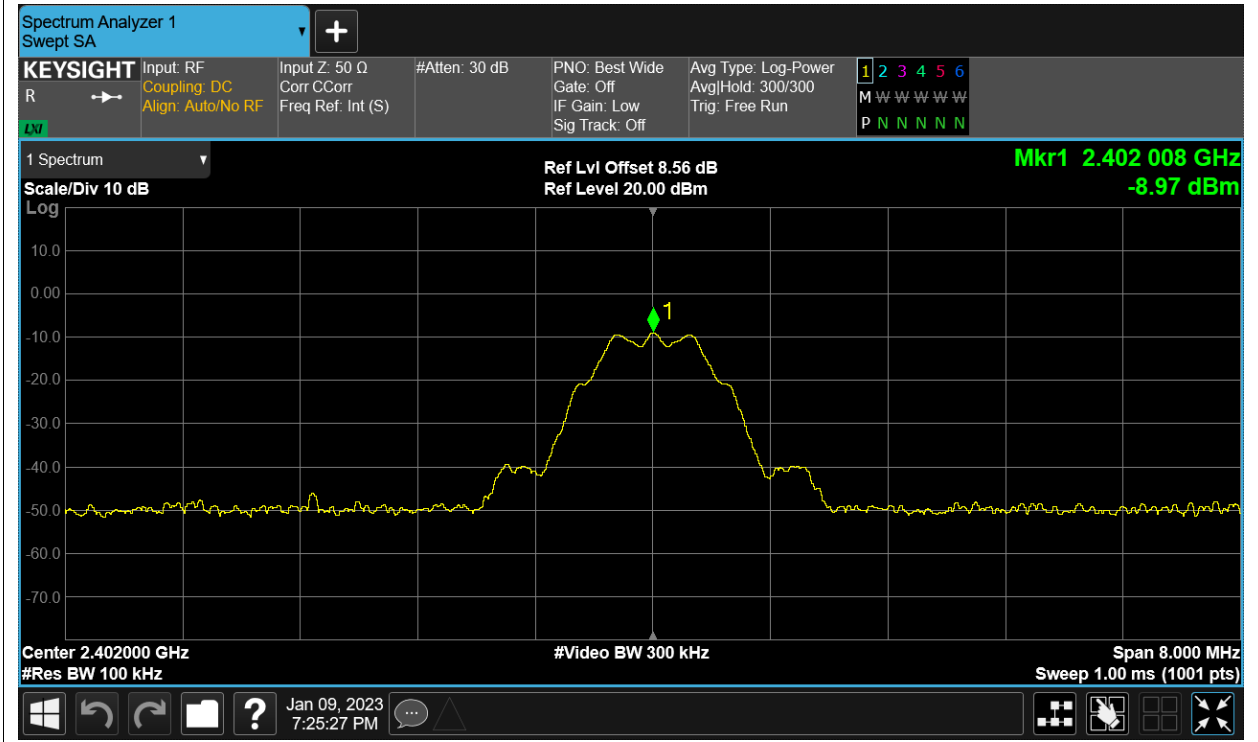 Spectrum Analyzer 1
Swept SA
KEYSIGHT
R
LXI
Input: RF
Coupling: DC
Align: Auto/No RF
Input Z: 50 Ω
Corr CCorr
Freq Ref: Int (S)
#Atten: 30 dB
PNO: Best Wide
Gate: Off
IF Gain: Low
Sig Track: Off
Avg Type: Log-Power
Avg|Hold: 300/300
Trig: Free Run
1 2 3 4 5 6
M W W W W W
P N N N N N
1 Spectrum
Scale/Div 10 dB
Log
Ref Lvl Offset 8.56 dB
Ref Level 20.00 dBm
Mkr1 2.402 008 GHz
-8.97 dBm
10.0
0.00
-10.0
-20.0
-30.0
-40.0
-50.0
-60.0
-70.0
1
Center 2.402000 GHz
#Res BW 100 kHz
#Video BW 300 kHz
Span 8.000 MHz
Sweep 1.00 ms (1001 pts)
?
Jan 09, 2023
7:25:27 PM